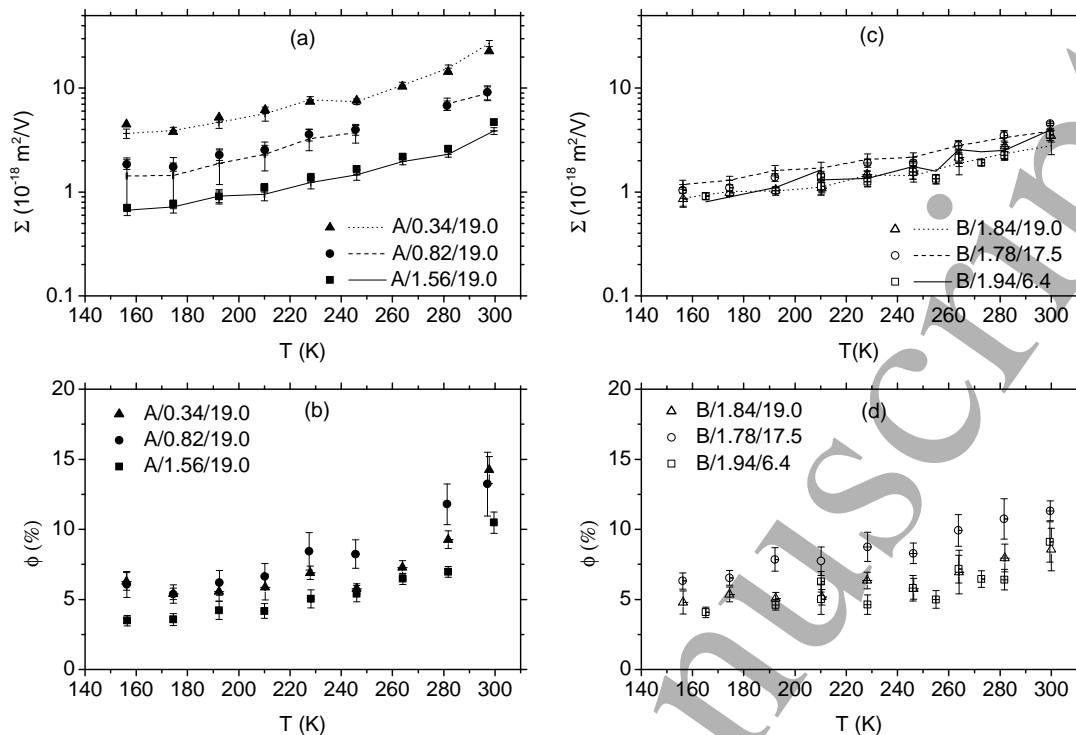 (a)
10
1
0.1
Σ (10⁻¹⁸ m²/V)
A/0.34/19.0
A/0.82/19.0
A/1.56/19.0
140 160 180 200 220 240 260 280 300
T (K)
(c)
10
1
0.1
Σ (10⁻¹⁸ m²/V)
B/1.84/19.0
B/1.78/17.5
B/1.94/6.4
140 160 180 200 220 240 260 280 300
T(K)
(b)
20
15
10
5
0
ϕ (%)
A/0.34/19.0
A/0.82/19.0
A/1.56/19.0
140 160 180 200 220 240 260 280 300
T (K)
(d)
20
15
10
5
0
ϕ (%)
B/1.84/19.0
B/1.78/17.5
B/1.94/6.4
140 160 180 200 220 240 260 280 300
T (K)
nuscri